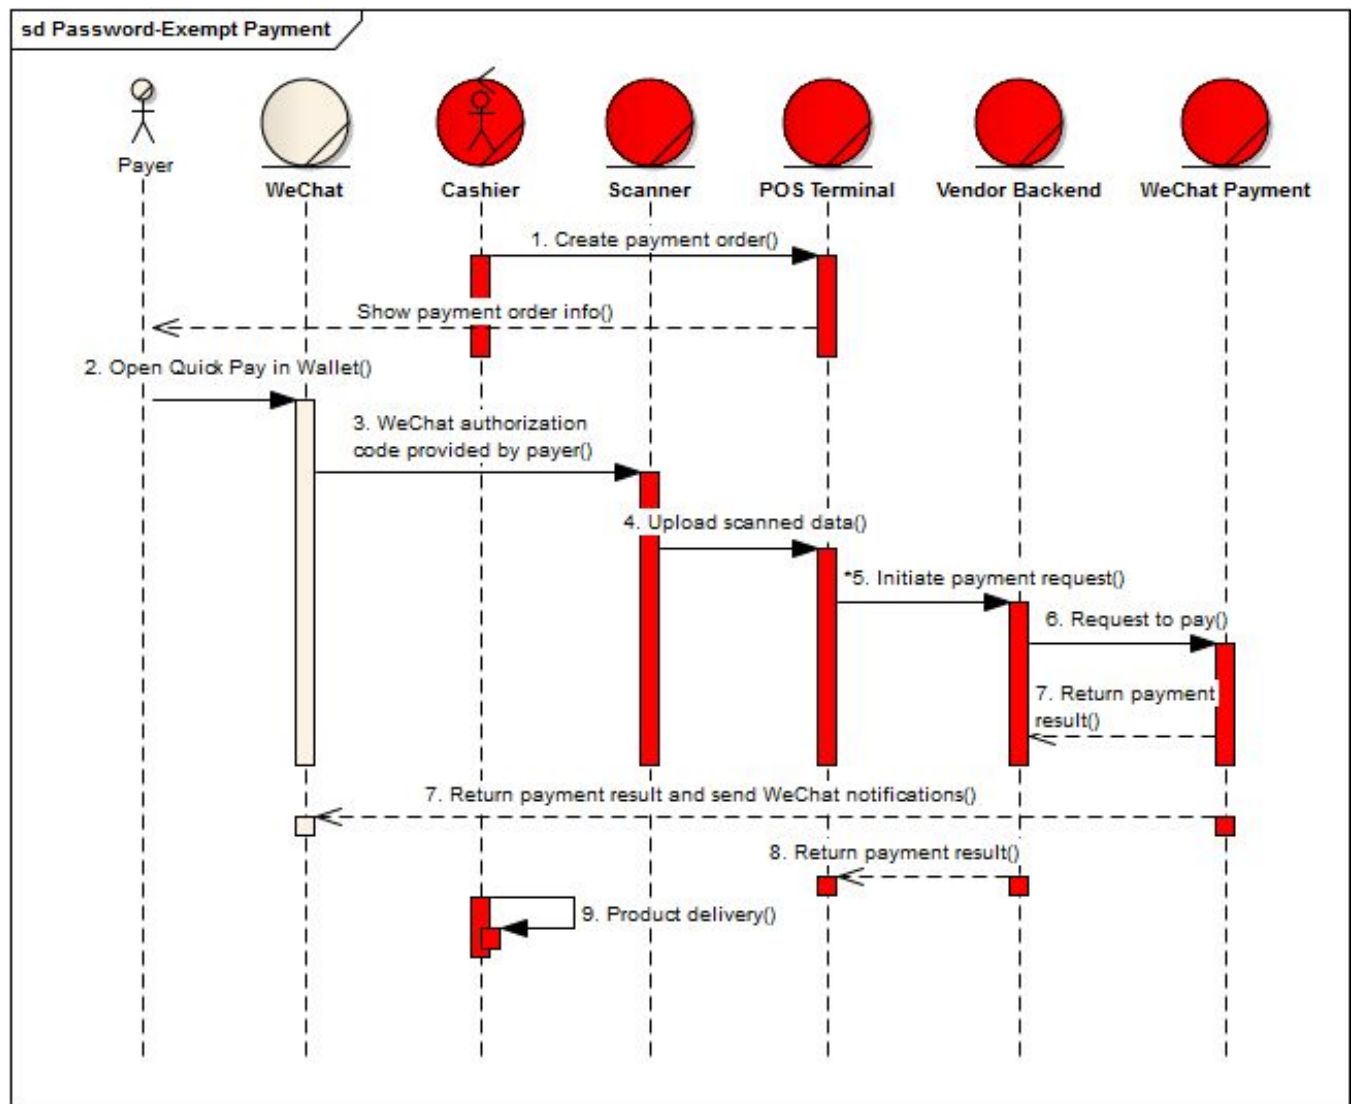 sd Password-Exempt Payment
Payer
WeChat
Cashier
Scanner
POS Terminal
Vendor Backend
WeChat Payment
1. Create payment order()
Show payment order info()
2. Open Quick Pay in Wallet()
3. WeChat authorization
code provided by payer()
4. Upload scanned data()
*5. Initiate payment request()
6. Request to pay()
7. Return payment
result()
7. Return payment result and send WeChat notifications()
8. Return payment result()
9. Product delivery()